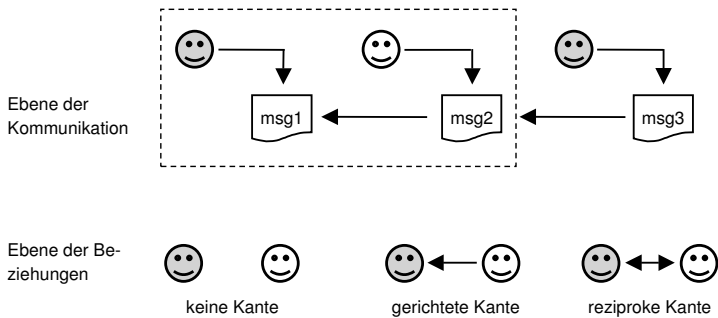 msg1 msg2 msg3
Ebene der
Kommunikation
Ebene der Be-
ziehungen
keine Kante gerichtete Kante reziproke Kante